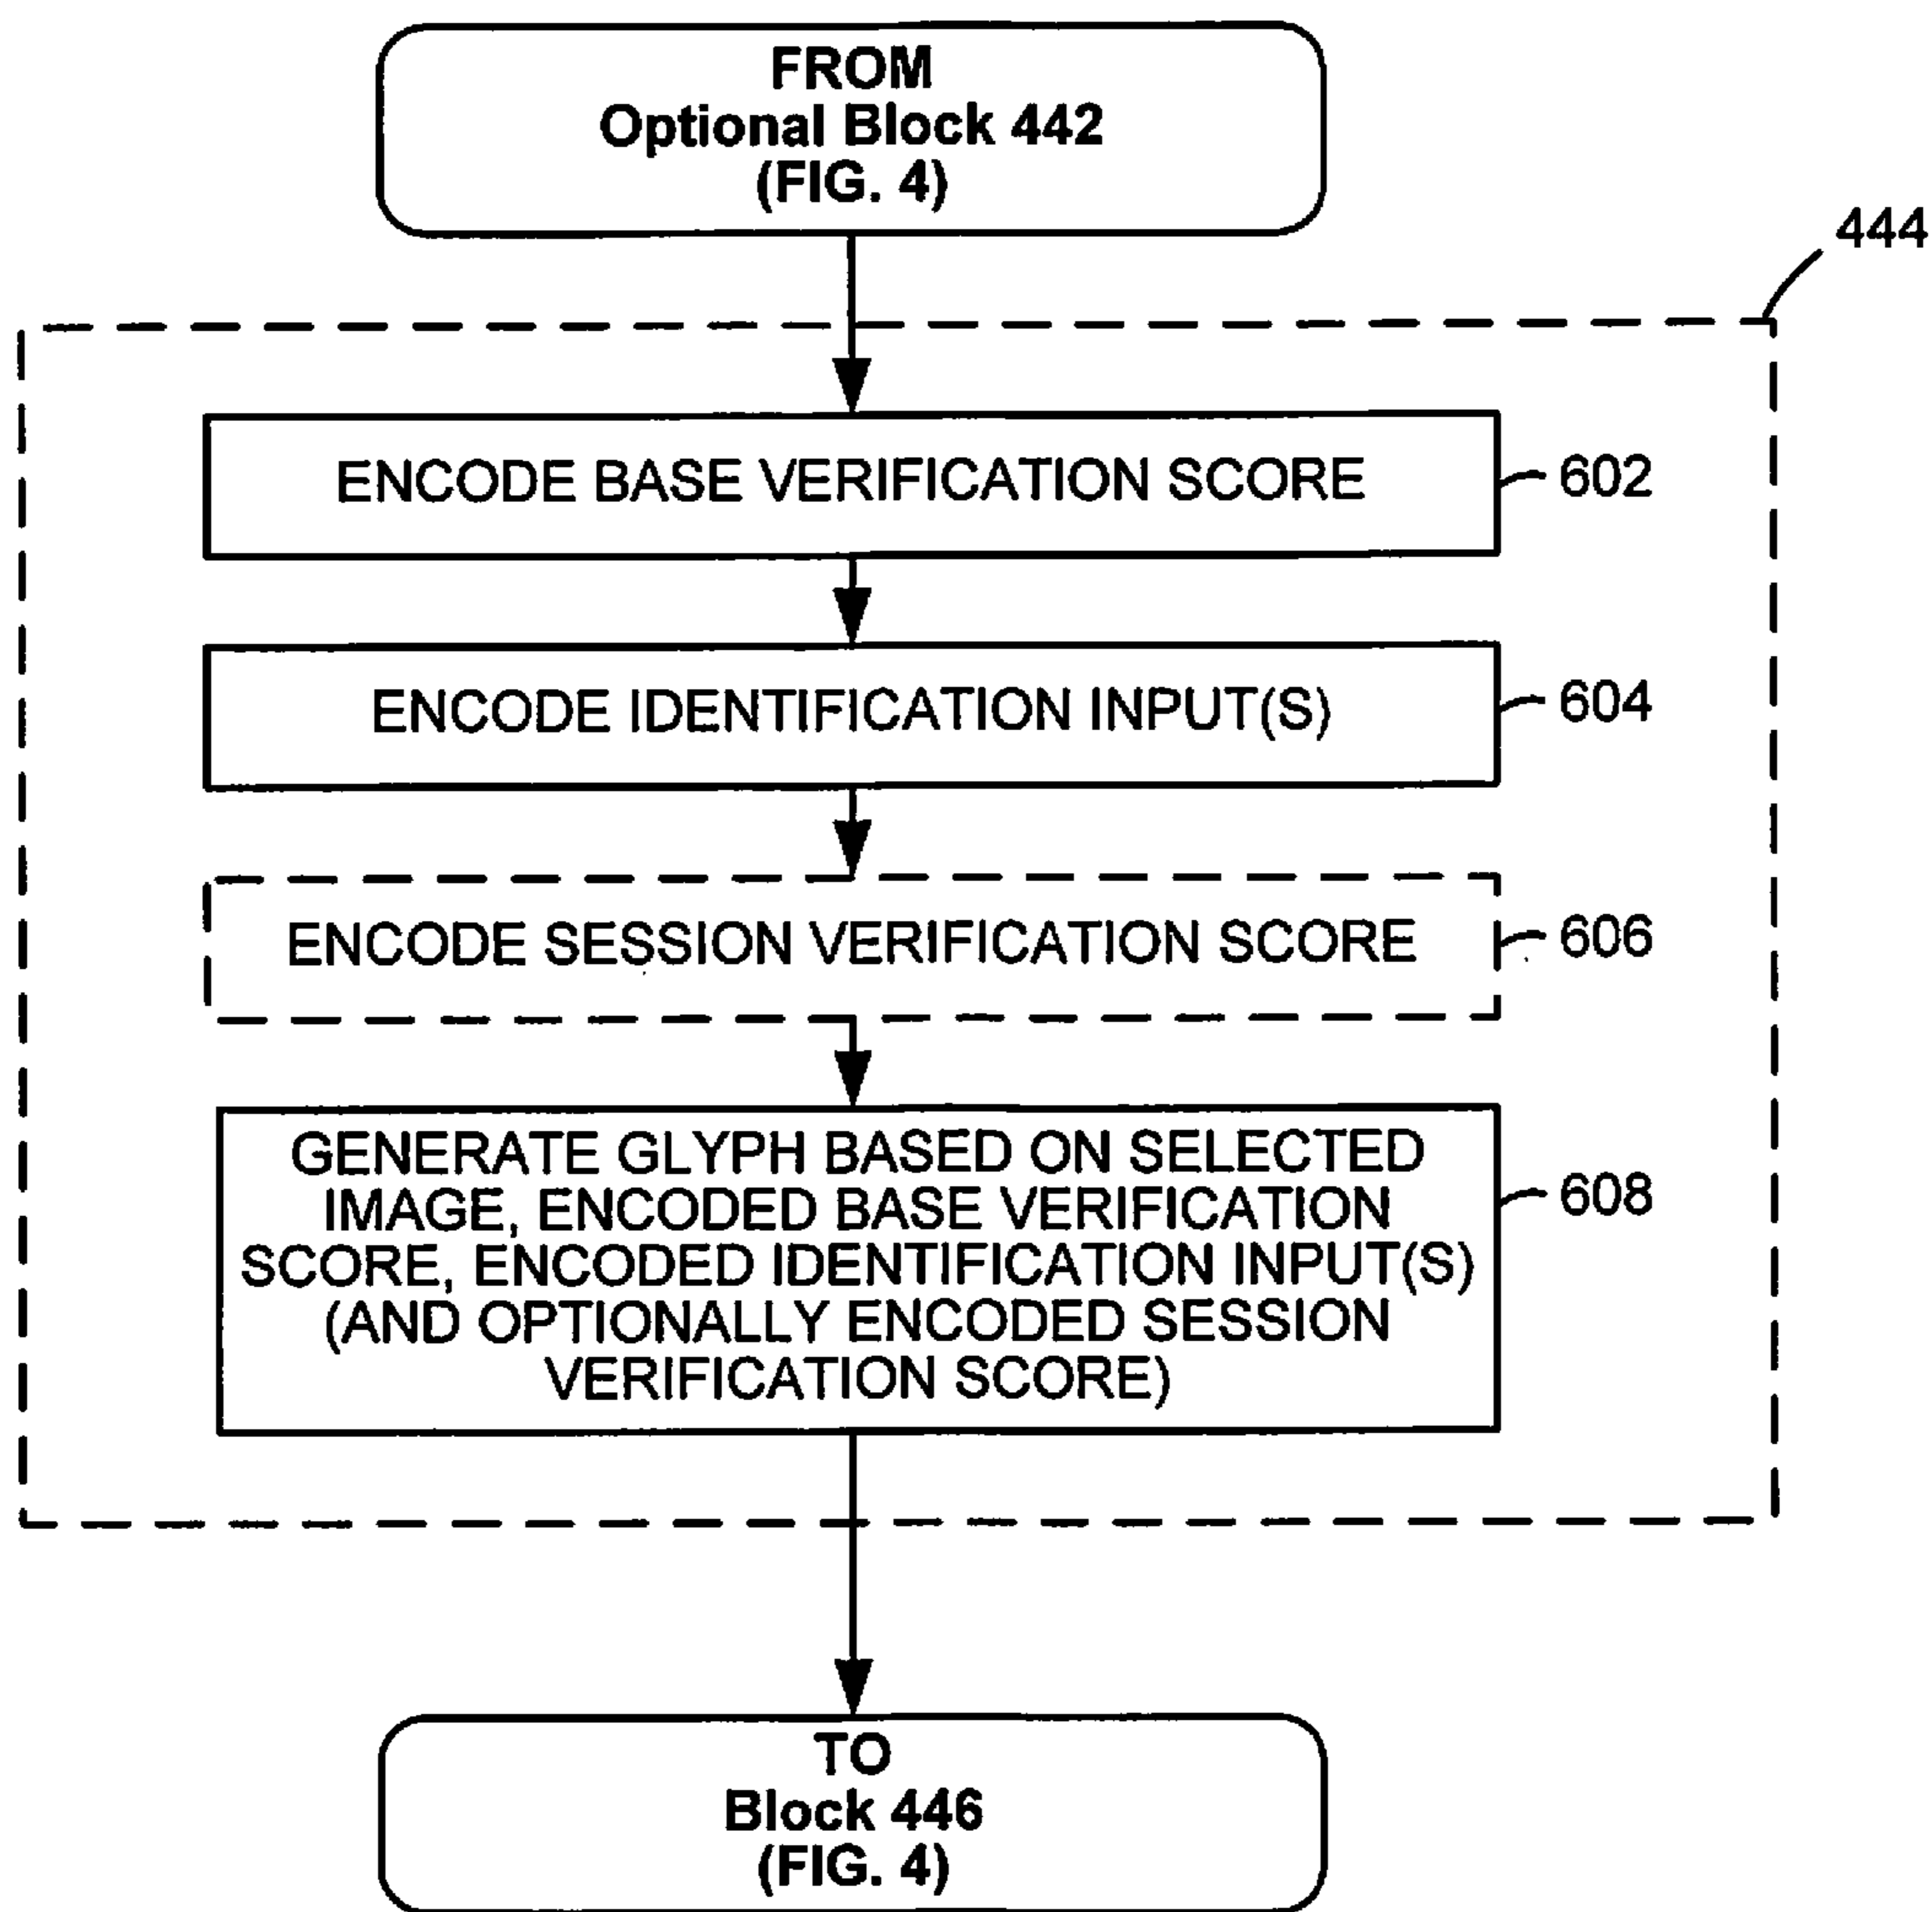 FROM
Optional Block 442
(FIG. 4)
444
ENCODE BASE VERIFICATION SCORE
602
ENCODE IDENTIFICATION INPUT(S)
604
ENCODE SESSION VERIFICATION SCORE
606
GENERATE GLYPH BASED ON SELECTED
IMAGE, ENCODED BASE VERIFICATION
SCORE, ENCODED IDENTIFICATION INPUT(S)
(AND OPTIONALLY ENCODED SESSION
VERIFICATION SCORE)
608
TO
Block 446
(FIG. 4)